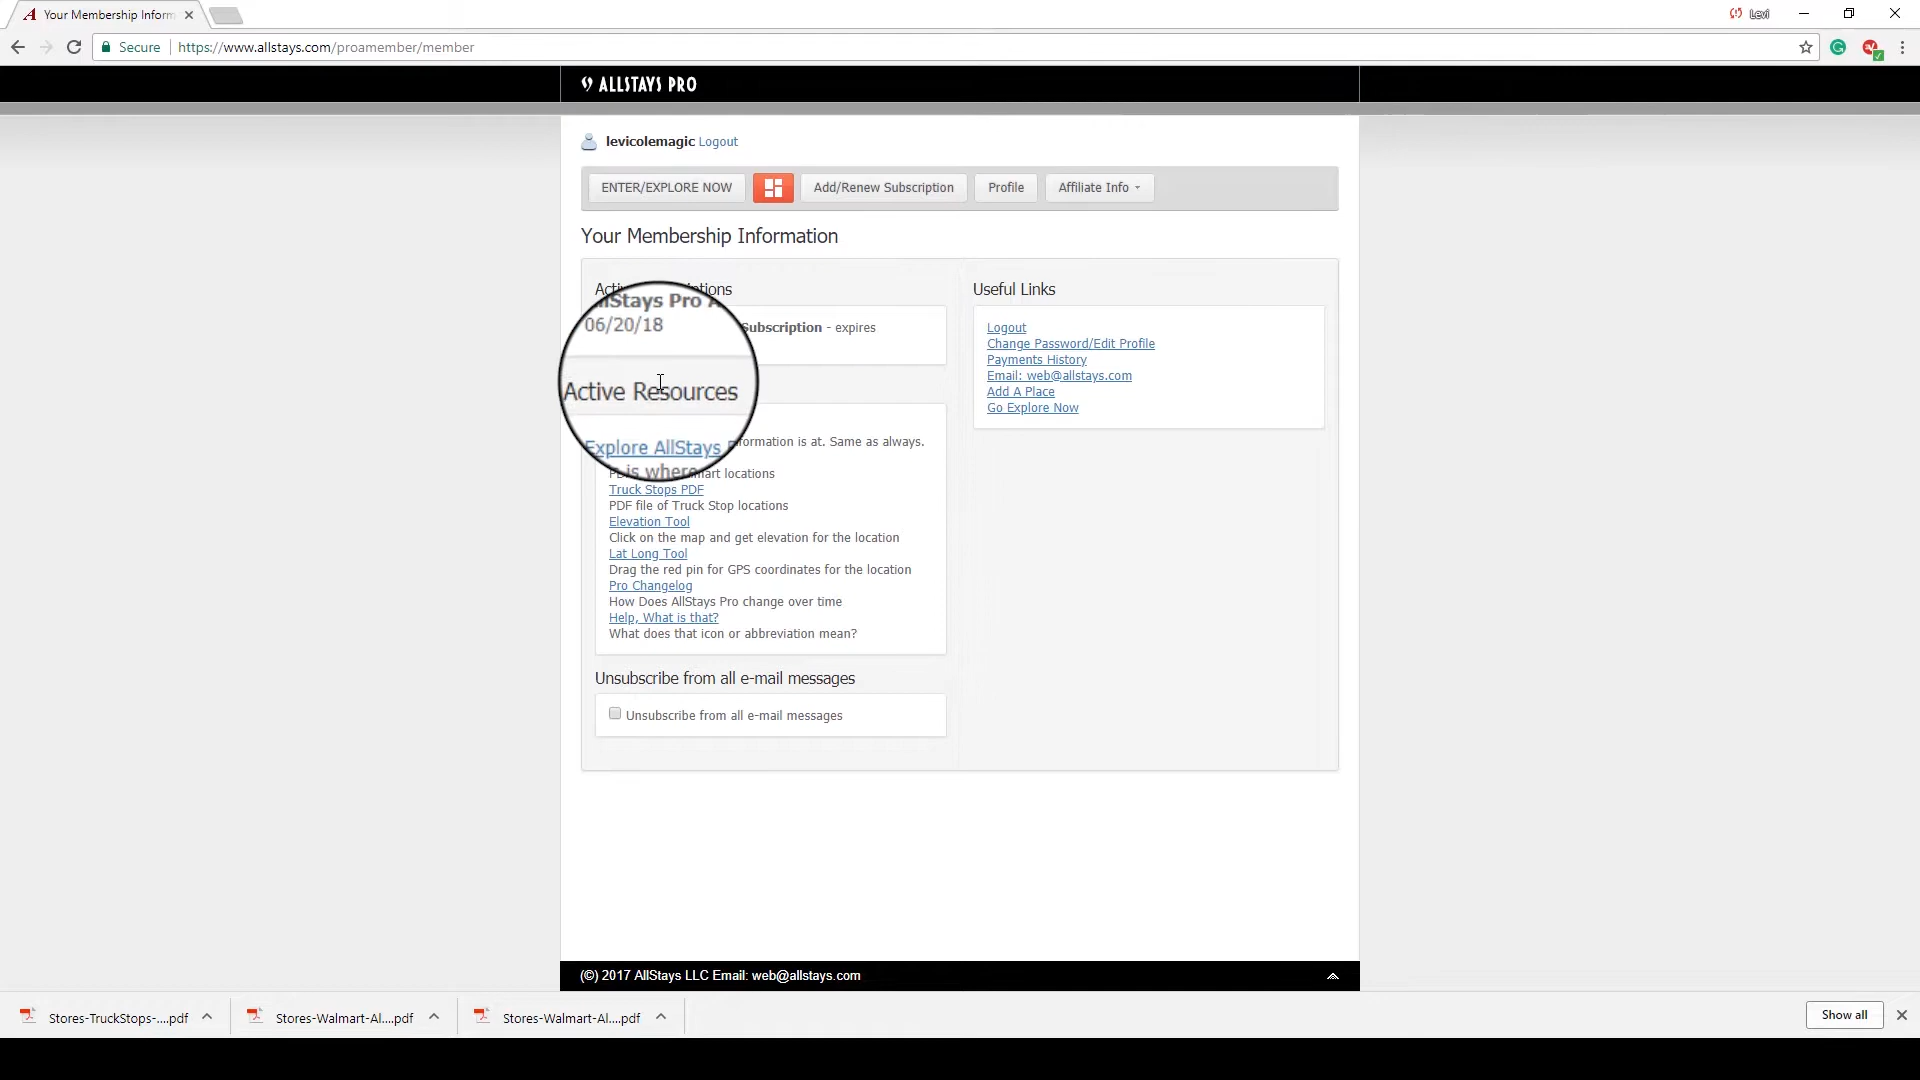 Your Membership Inform
Levi
Secure
https://www.allstays.com/proamember/member
ALLSTAYS PRO
levicolemagic Logout
ENTER/EXPLORE NOW
Add/Renew Subscription
Profile
Affiliate Info
Your Membership Information
Stays Pro
06/20/18
Subscription - expires
Active Resources
Explore AllStays
is where
formation is at. Same as always.
mart locations
Truck Stops PDF
PDF file of Truck Stop locations
Elevation Tool
Click on the map and get elevation for the location
Lat Long Tool
Drag the red pin for GPS coordinates for the location
Pro Changelog
How Does AllStays Pro change over time
Help, What is that?
What does that icon or abbreviation mean?
Unsubscribe from all e-mail messages
Unsubscribe from all e-mail messages
Useful Links
Logout
Change Password/Edit Profile
Payments History
Email: web@allstays.com
Add A Place
Go Explore Now
(©) 2017 AllStays LLC Email: web@allstays.com
Stores-TruckStops-....pdf
Stores-Walmart-Al....pdf
Stores-Walmart-Al....pdf
Show all